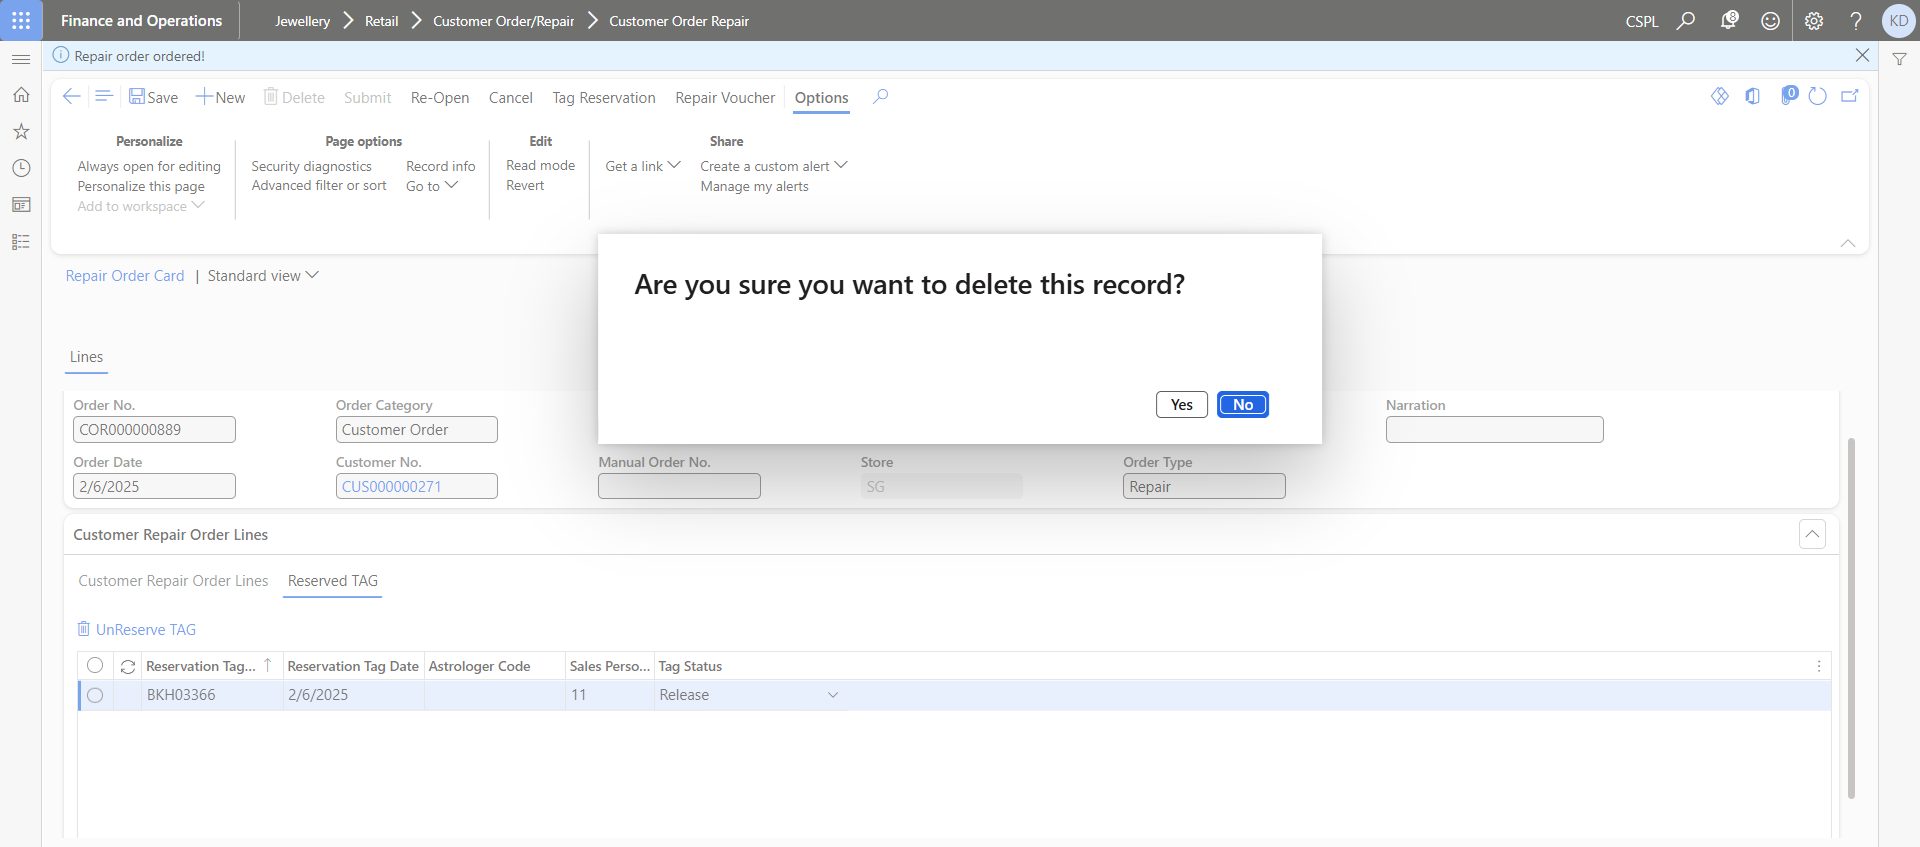 Finance and Operations
Jewellery > Retail > Customer Order/Repair > Customer Order Repair
CSPL
8
KD
Repair order ordered!
Save New Delete Submit Re-Open Cancel Tag Reservation Repair Voucher Options
0
Personalize
Always open for editing
Personalize this page
Add to workspace
Page options
Security diagnostics
Advanced filter or sort
Record info
Go to
Edit
Read mode
Revert
Share
Get a link
Create a custom alert
Manage my alerts
Repair Order Card | Standard view
Are you sure you want to delete this record?
Yes No
Lines
Order No. Order Category Narration
COR000000889 Customer Order
Order Date Customer No. Manual Order No. Store Order Type
2/6/2025 CUS000000271 SG Repair
Customer Repair Order Lines
Customer Repair Order Lines Reserved TAG
UnReserve TAG
Reservation Tag... Reservation Tag Date Astrologer Code Sales Perso... Tag Status
BKH03366 2/6/2025 11 Release